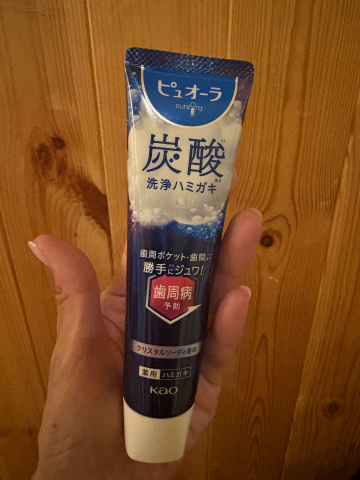 ピュオーラ
PureOra
炭酸
洗浄ハミガキ
歯周ポケット・歯間に
勝手にジュワ!
歯周病
予防
クリスタルソーダの香味
薬用 ハミガキ
Kao